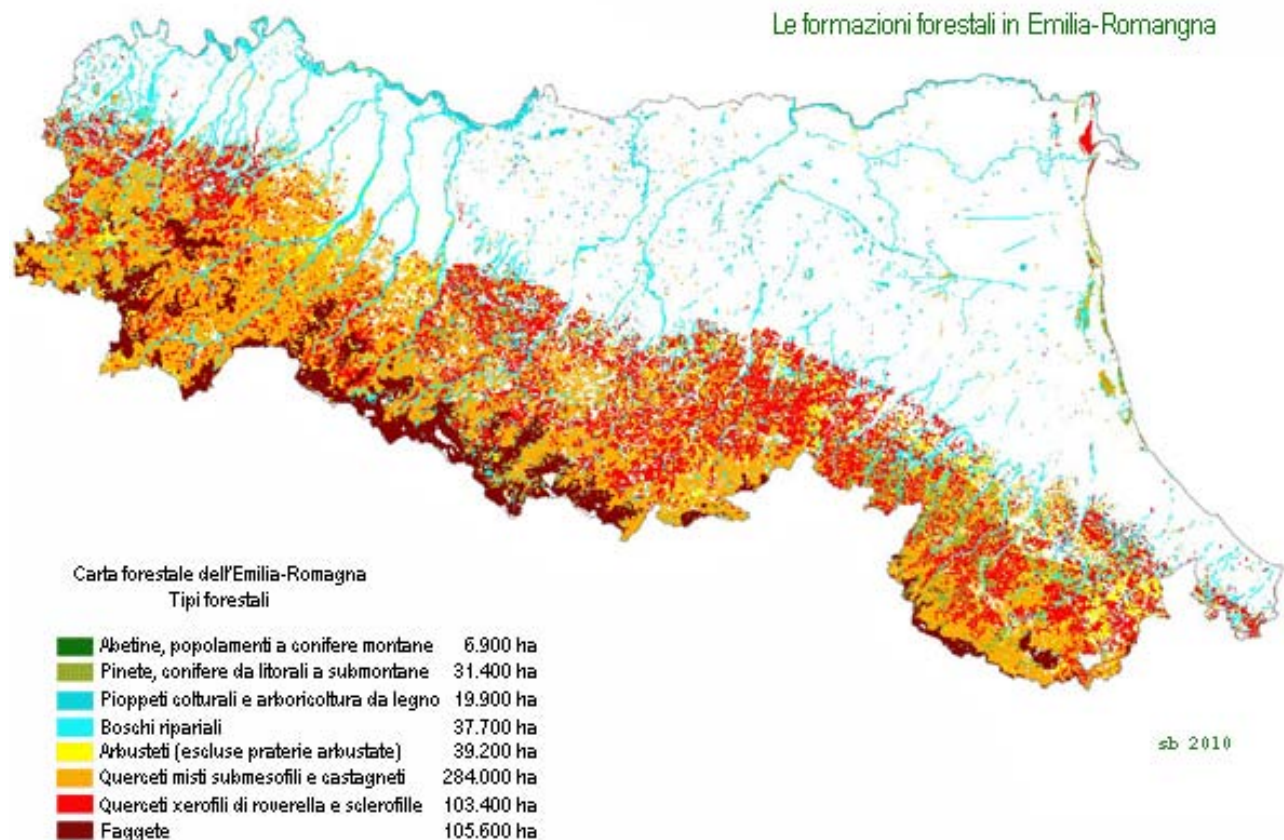 Le formazioni forestali in Emilia-Romangna
Carta forestale dell'Emilia-Romagna
Tipi forestali
Abetine, popolamenti a conifere montane 6.900 ha
Pinete, conifere da litorali a submontane 31.400 ha
Pioppeti colturali e arboricoltura da legno 19.900 ha
Boschi ripariali 37.700 ha
Arbusteti (escluse praterie arbustate) 39.200 ha
Querceti misti submesofili e castagneti 284.000 ha
Querceti xerofili di roverella e sclerofille 103.400 ha
Faggete 105.600 ha
sb 2010